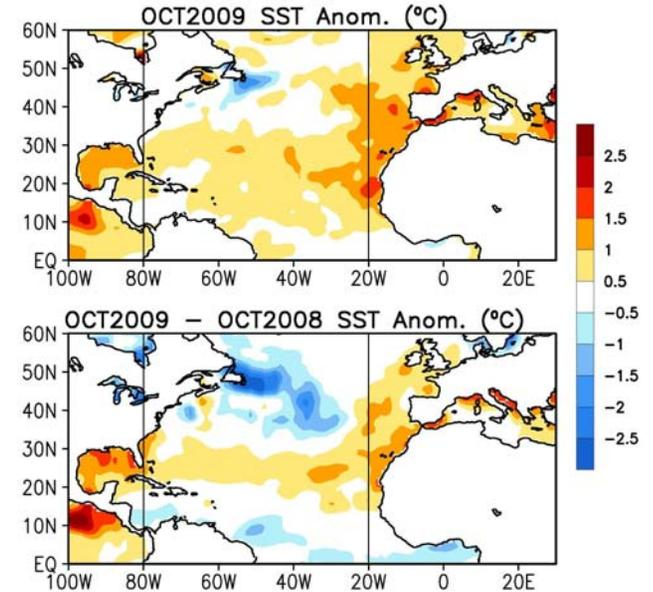 OCT2009 SST Anom. (ºC)
60N
50N
40N
30N
20N
10N
EQ
100W 80W 60W 40W 20W 0 20E
OCT2009 – OCT2008 SST Anom. (ºC)
60N
50N
40N
30N
20N
10N
EQ
100W 80W 60W 40W 20W 0 20E
2.5
2
1.5
1
0.5
−0.5
−1
−1.5
−2
−2.5